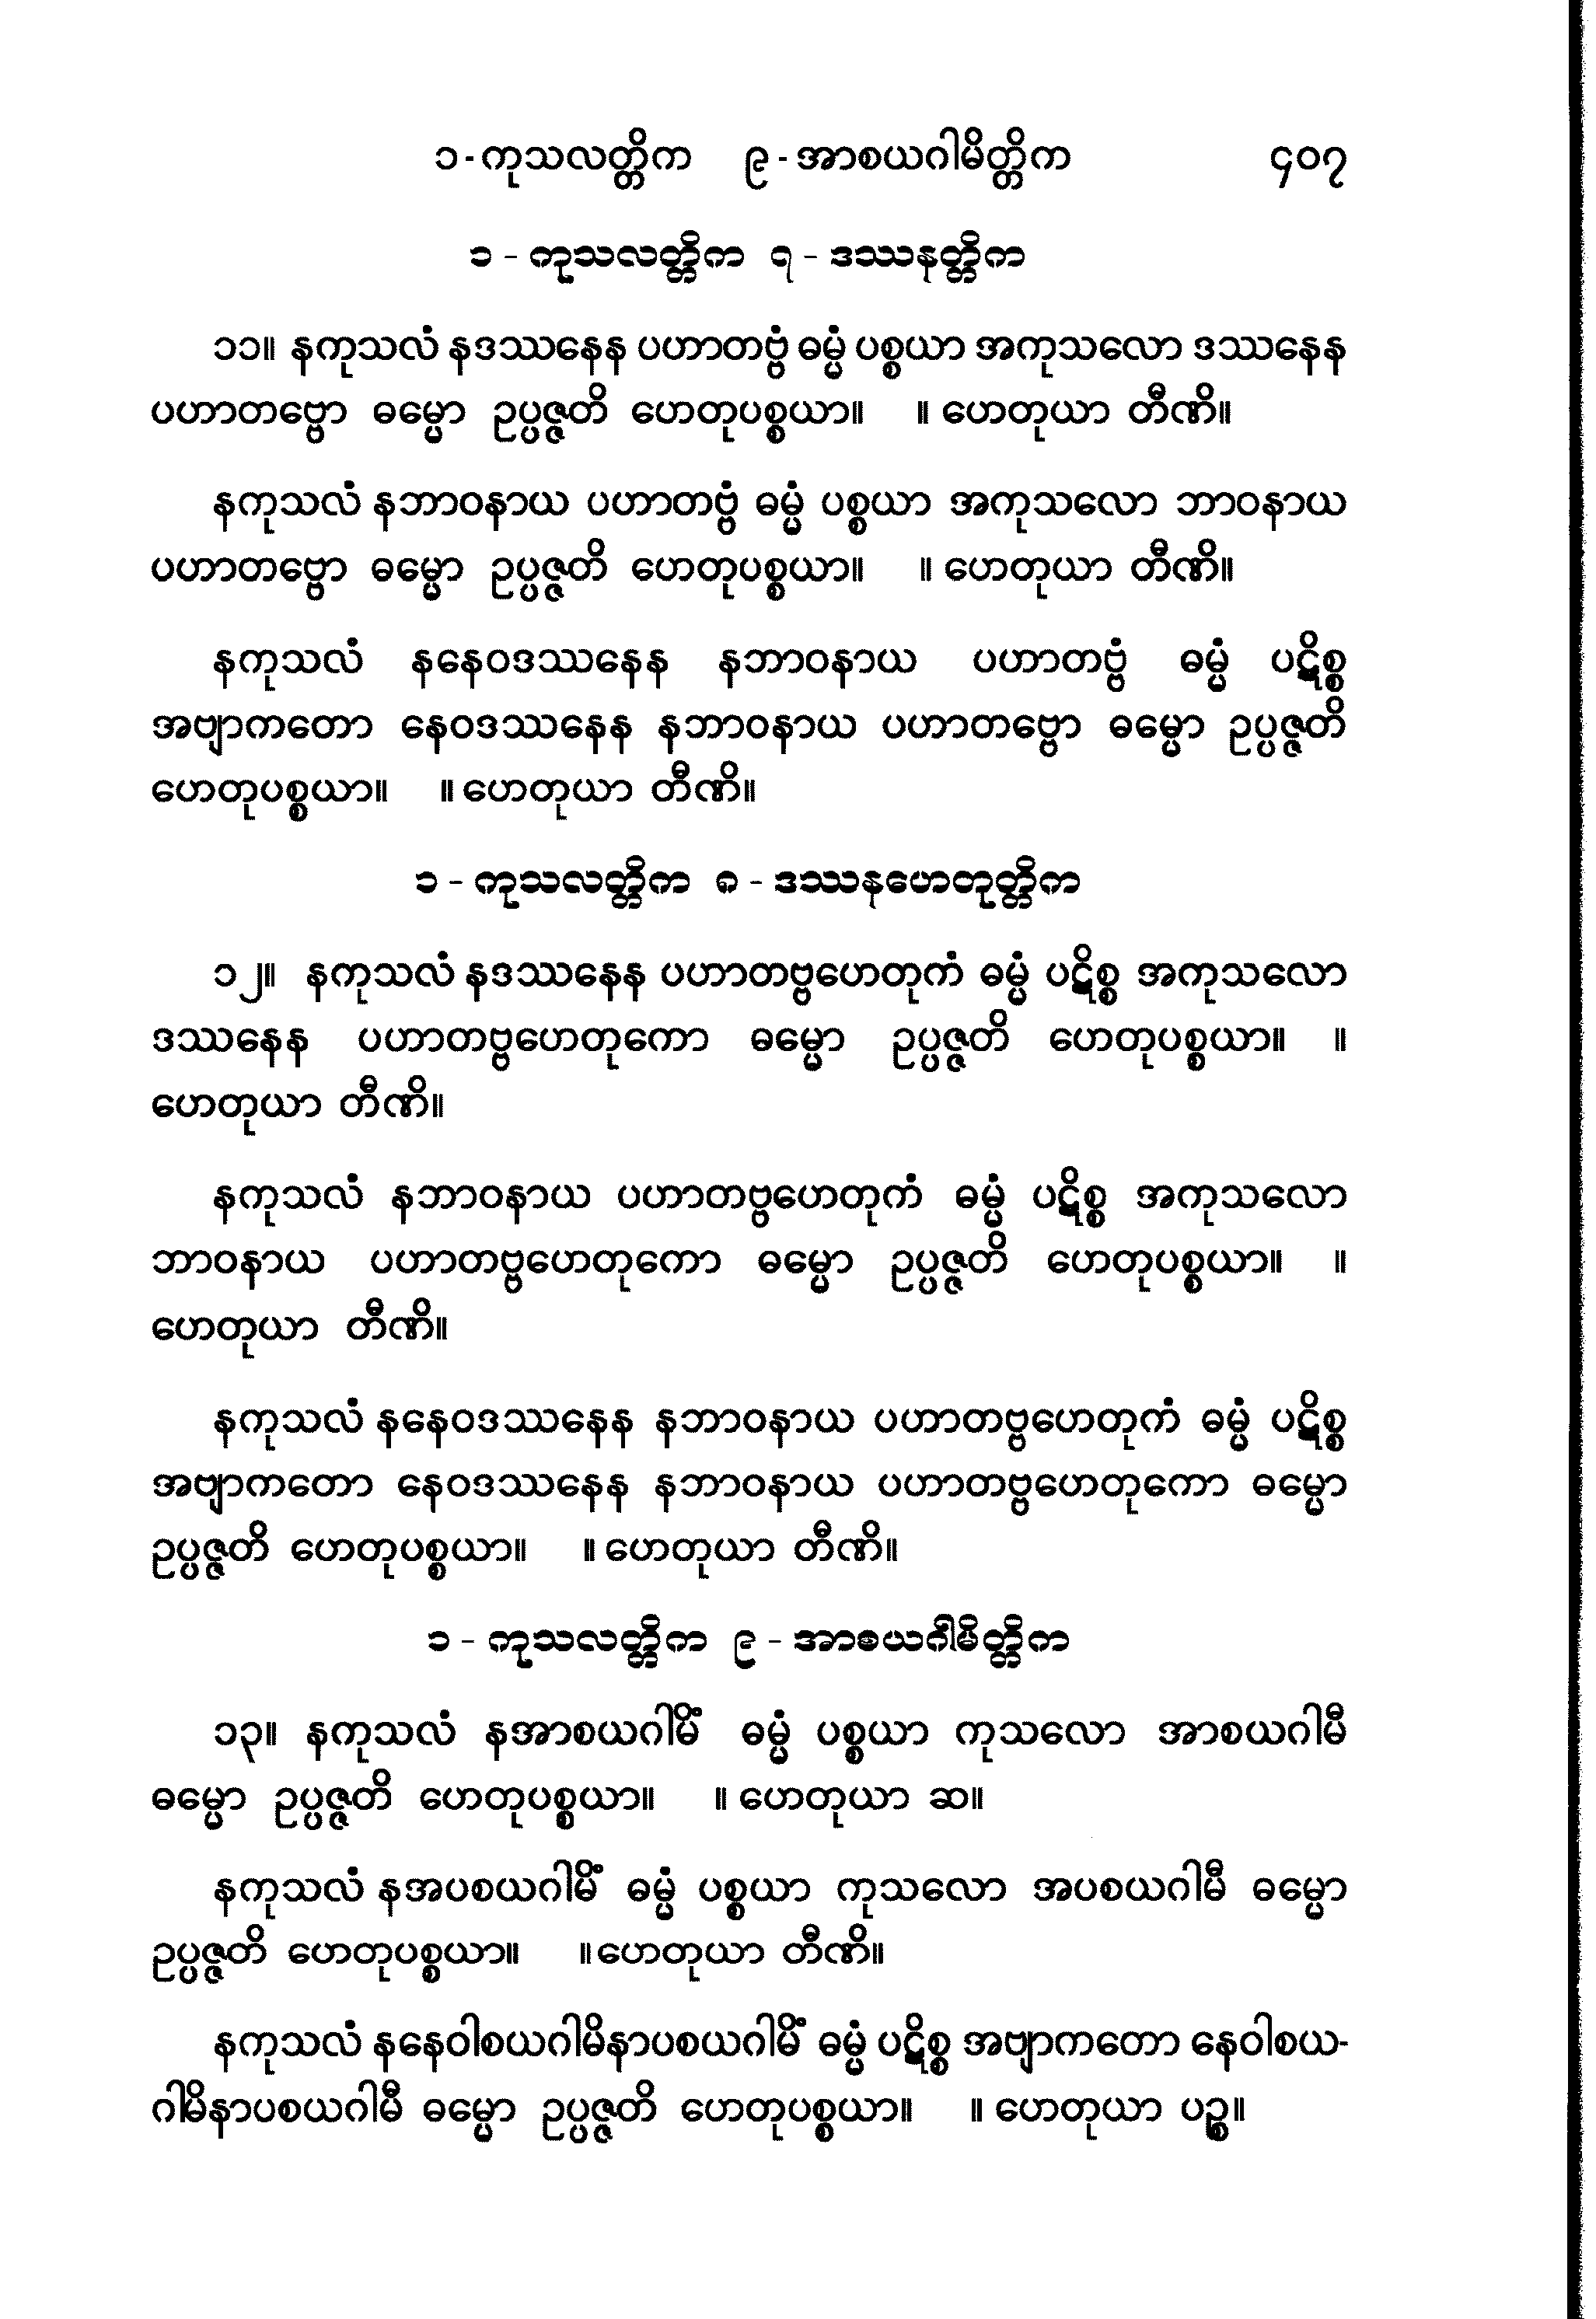 ၁-ကုသလတ္တိက ၉-အာစယဂါမိတ္တိက ၄၀၇
၁ - ကုသလတ္တိက ၇ - ဒဿနတ္တိက
၁၁။ နကုသလံ နဒဿနေန ပဟာတဗ္ဗံ ဓမ္မံ ပစ္စယာ အကုသလော ဒဿနေန
ပဟာတဗ္ဗော ဓမ္မော ဥပ္ပဇ္ဇတိ ဟေတုပစ္စယာ။ ။ ဟေတုယာ တီဏိ။
နကုသလံ နဘာဝနာယ ပဟာတဗ္ဗံ ဓမ္မံ ပစ္စယာ အကုသလော ဘာဝနာယ
ပဟာတဗ္ဗော ဓမ္မော ဥပ္ပဇ္ဇတိ ဟေတုပစ္စယာ။ ။ ဟေတုယာ တီဏိ။
နကုသလံ နနေဝဒဿနေန နဘာဝနာယ ပဟာတဗ္ဗံ ဓမ္မံ ပဋိစ္စ
အဗျာကတော နေဝဒဿနေန နဘာဝနာယ ပဟာတဗ္ဗော ဓမ္မော ဥပ္ပဇ္ဇတိ
ဟေတုပစ္စယာ။ ။ ဟေတုယာ တီဏိ။
၁ - ကုသလတ္တိက ၈ - ဒဿနဟေတုတ္တိက
၁၂။ နကုသလံ နဒဿနေန ပဟာတဗ္ဗဟေတုကံ ဓမ္မံ ပဋိစ္စ အကုသလော
ဒဿနေန ပဟာတဗ္ဗဟေတုကော ဓမ္မော ဥပ္ပဇ္ဇတိ ဟေတုပစ္စယာ။ ။
ဟေတုယာ တီဏိ။
နကုသလံ နဘာဝနာယ ပဟာတဗ္ဗဟေတုကံ ဓမ္မံ ပဋိစ္စ အကုသလော
ဘာဝနာယ ပဟာတဗ္ဗဟေတုကော ဓမ္မော ဥပ္ပဇ္ဇတိ ဟေတုပစ္စယာ။ ။
ဟေတုယာ တီဏိ။
နကုသလံ နနေဝဒဿနေန နဘာဝနာယ ပဟာတဗ္ဗဟေတုကံ ဓမ္မံ ပဋိစ္စ
အဗျာကတော နေဝဒဿနေန နဘာဝနာယ ပဟာတဗ္ဗဟေတုကော ဓမ္မော
ဥပ္ပဇ္ဇတိ ဟေတုပစ္စယာ။ ။ ဟေတုယာ တီဏိ။
၁ - ကုသလတ္တိက ၉ - အာစယဂါမိတ္တိက
၁၃။ နကုသလံ နအာစယဂါမိံ ဓမ္မံ ပစ္စယာ ကုသလော အာစယဂါမီ
ဓမ္မော ဥပ္ပဇ္ဇတိ ဟေတုပစ္စယာ။ ။ ဟေတုယာ ဆ။
နကုသလံ နအပစယဂါမိံ ဓမ္မံ ပစ္စယာ ကုသလော အပစယဂါမီ ဓမ္မော
ဥပ္ပဇ္ဇတိ ဟေတုပစ္စယာ။ ။ဟေတုယာ တီဏိ။
နကုသလံ နနေဝါစယဂါမိနာပစယဂါမိံ ဓမ္မံ ပဋိစ္စ အဗျာကတော နေဝါစယ-
ဂါမိနာပစယဂါမီ ဓမ္မော ဥပ္ပဇ္ဇတိ ဟေတုပစ္စယာ။ ။ ဟေတုယာ ပဉ္စ။